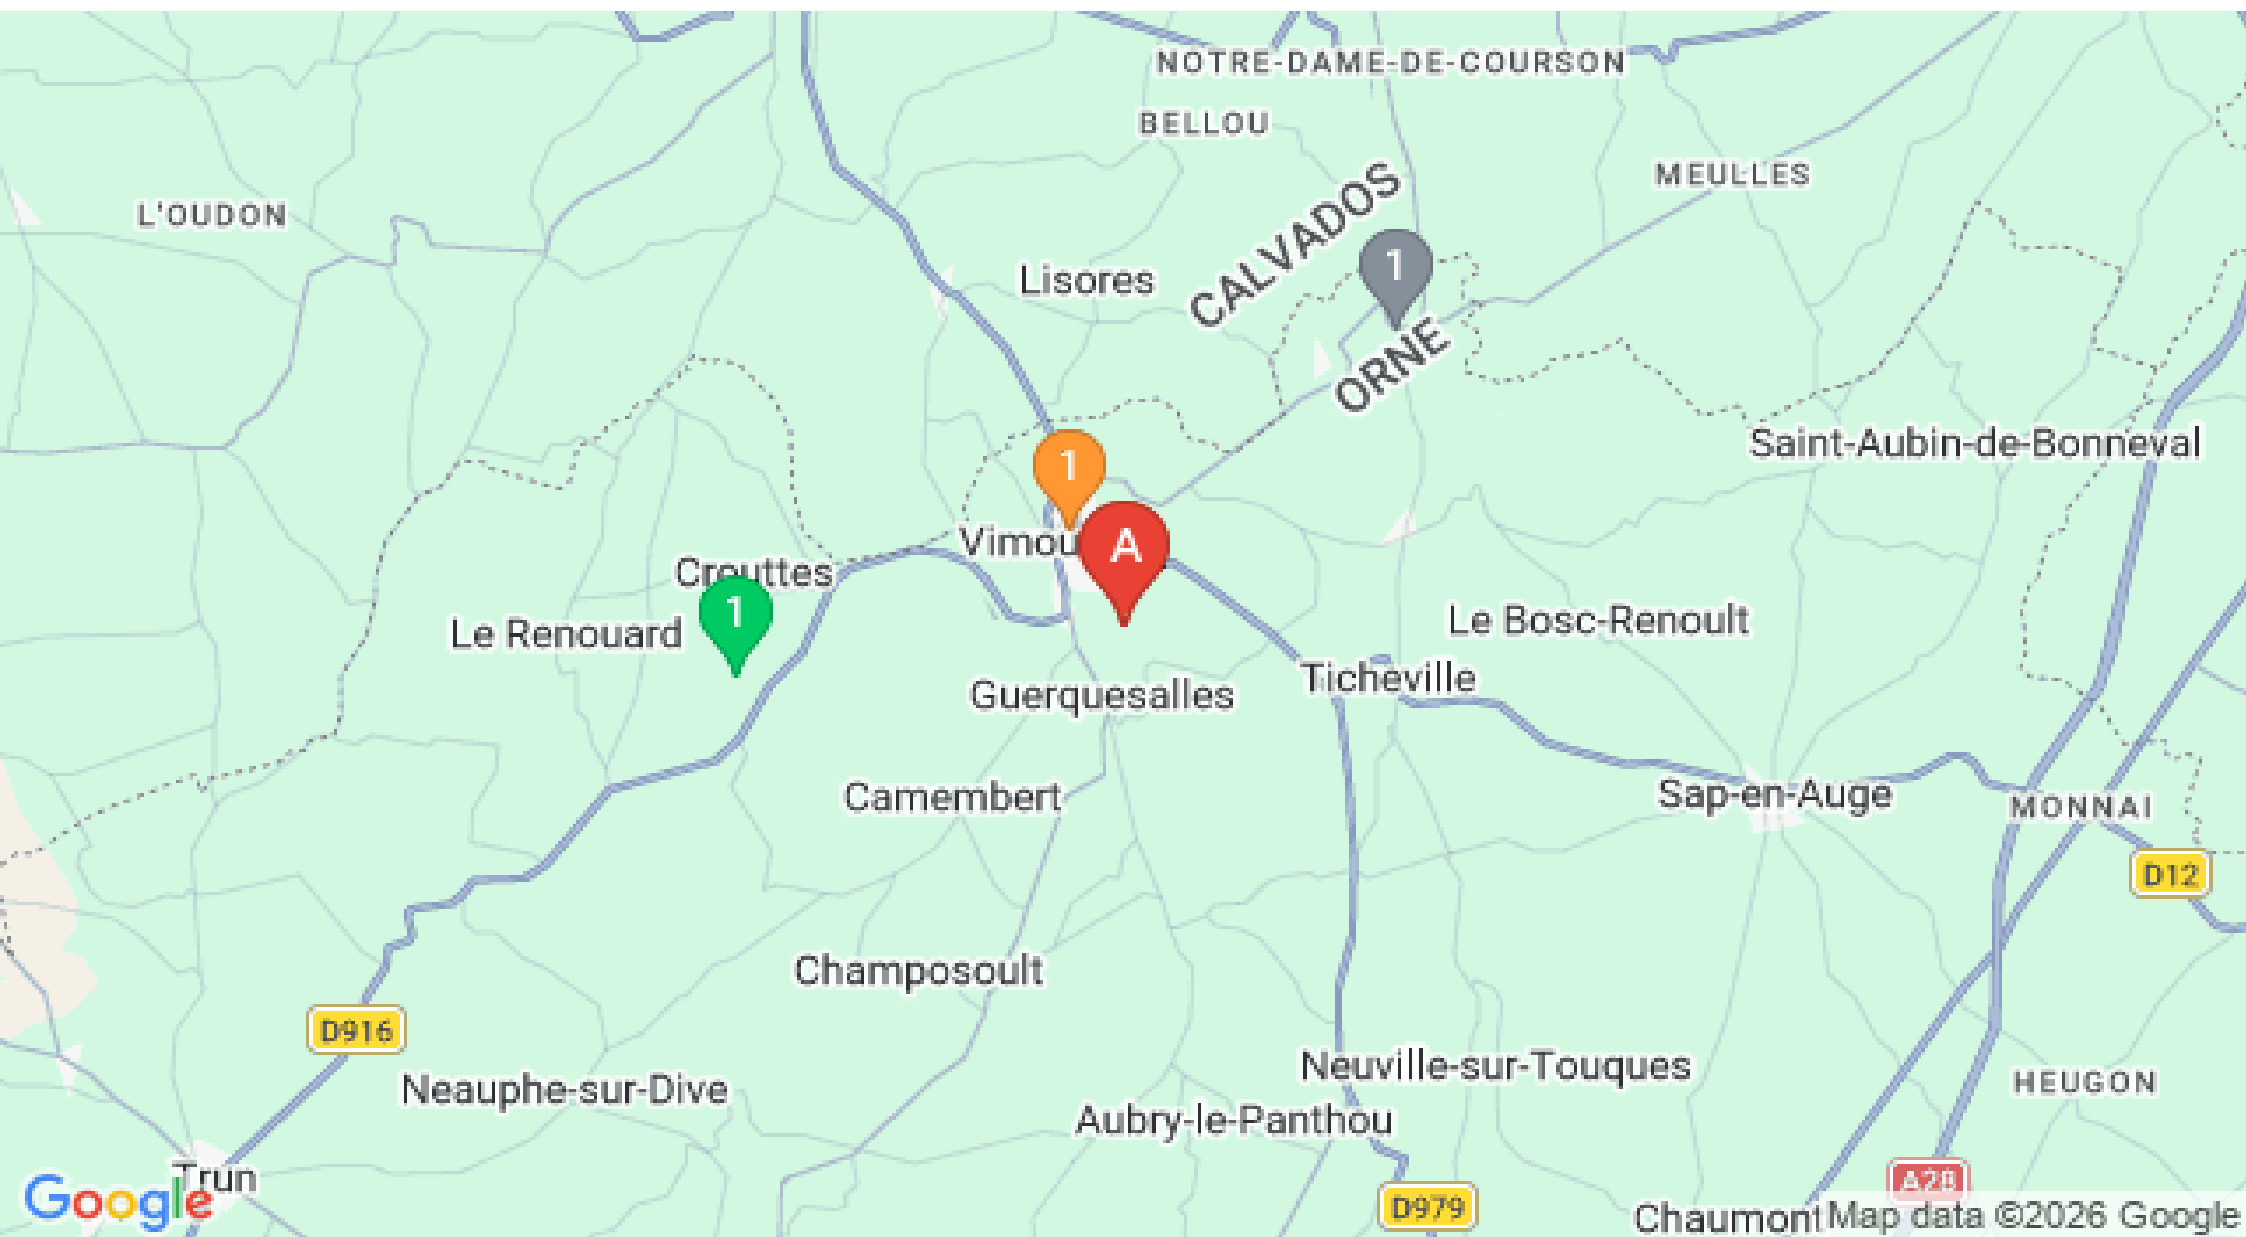 NOTRE-DAME-DE-COURSON
BELLOU
MEULLES
L'OUDON
CALVADOS
1
Lisores
ORNE
Saint-Aubin-de-Bonneval
1
A
Crouttes
1
Le Renouard
Le Bosc-Renoult
Ticheville
Guerquesalles
Camembert
Sap-en-Auge
MONNAI
D12
Champosoult
D916
Neuville-sur-Touques
Neauphe-sur-Dive
HEUGON
Aubry-le-Panthou
Trun
A28
Google
D979
Chaumont
Map data ©2026 Google